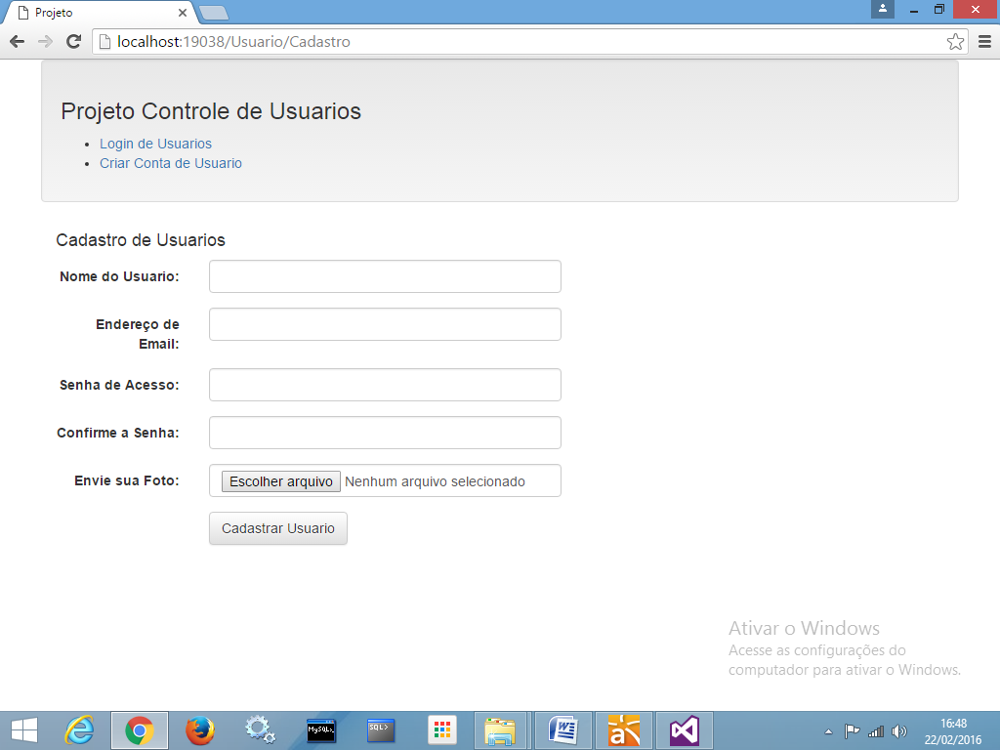 Projeto
localhost:19038/Usuario/Cadastro
Projeto Controle de Usuarios
Login de Usuarios
Criar Conta de Usuario
Cadastro de Usuarios
Nome do Usuario:
Endereço de
Email:
Senha de Acesso:
Confirme a Senha:
Envie sua Foto:
Escolher arquivo Nenhum arquivo selecionado
Cadastrar Usuario
Ativar o Windows
Acesse as configurações do
computador para ativar o Windows.
MySQL>
SQL>
16:48
22/02/2016